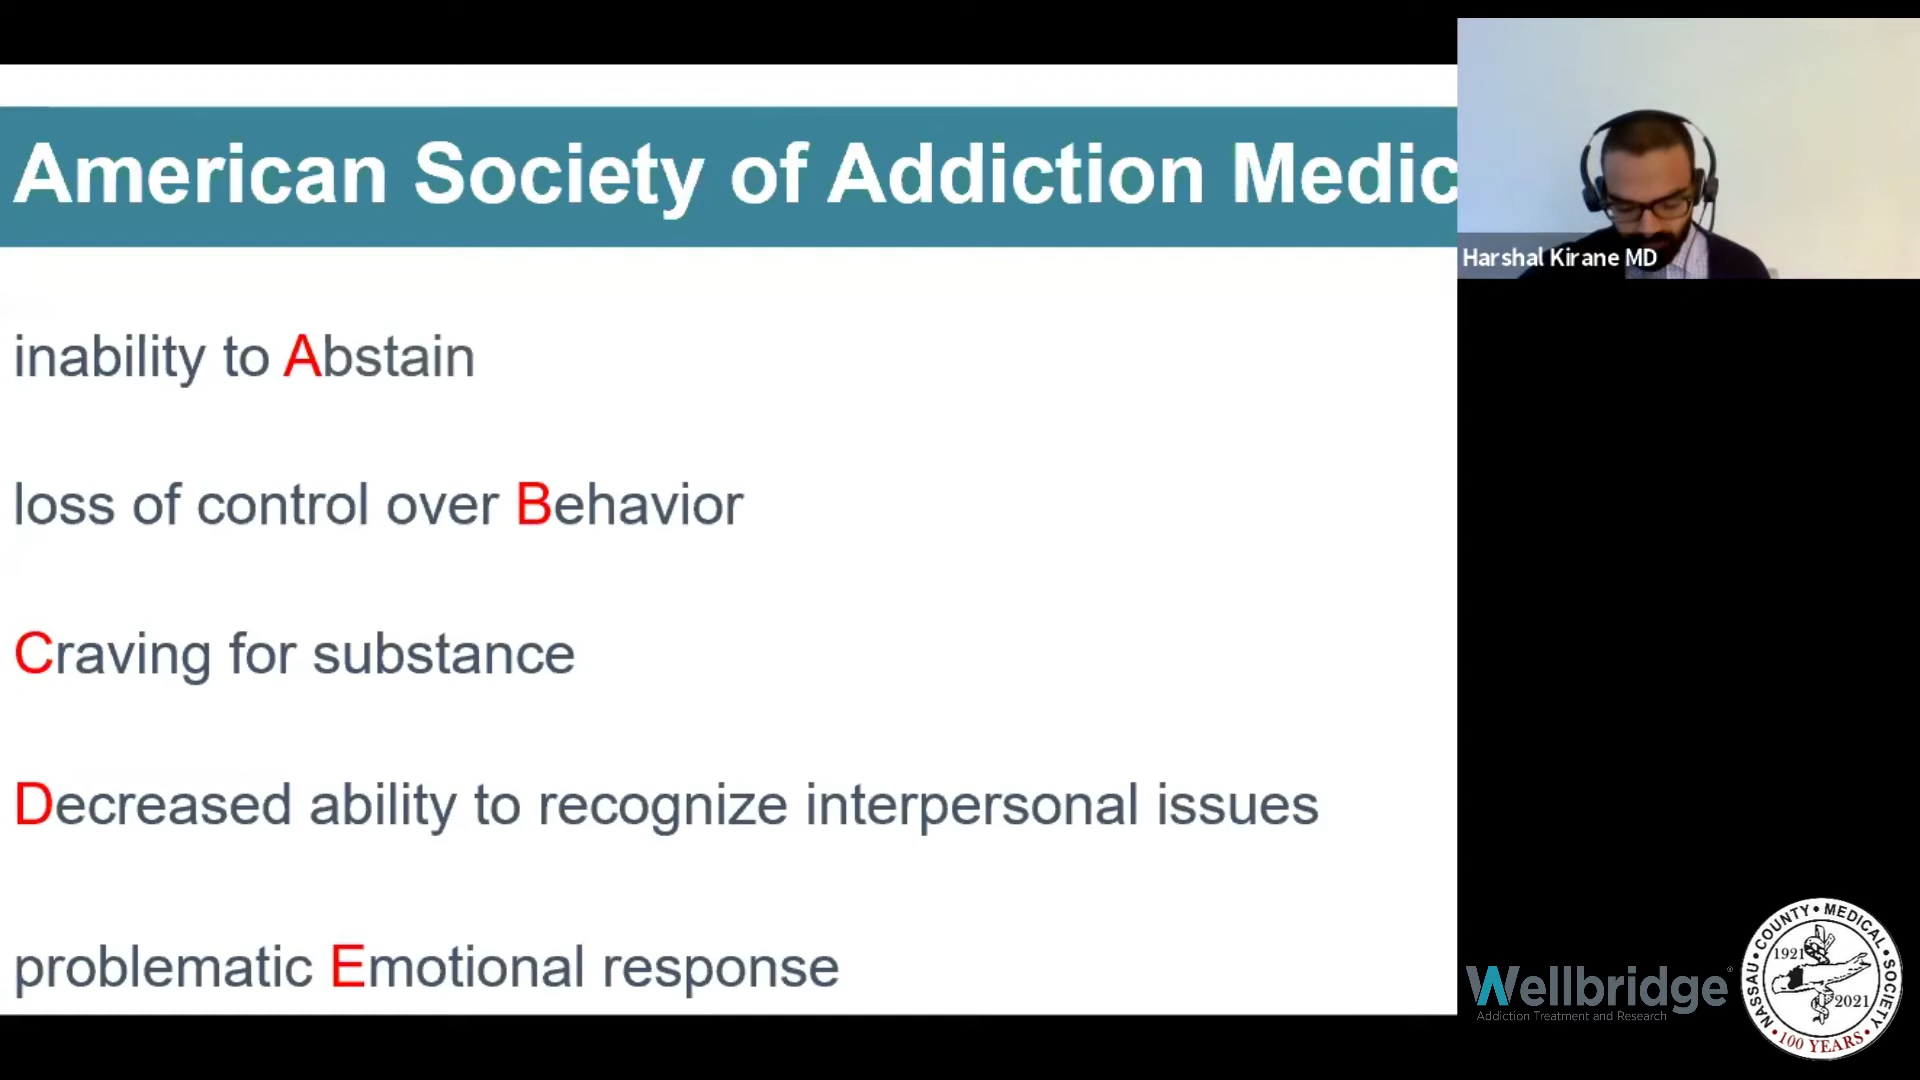 American Society of Addiction Medic
Harshal Kirane MD
inability to Abstain
loss of control over Behavior
Craving for substance
Decreased ability to recognize interpersonal issues
problematic Emotional response
Wellbridge®
Addiction Treatment and Research
NASSAU • COUNTY • MEDICAL • SOCIETY
1921
2021
• 100 YEARS •